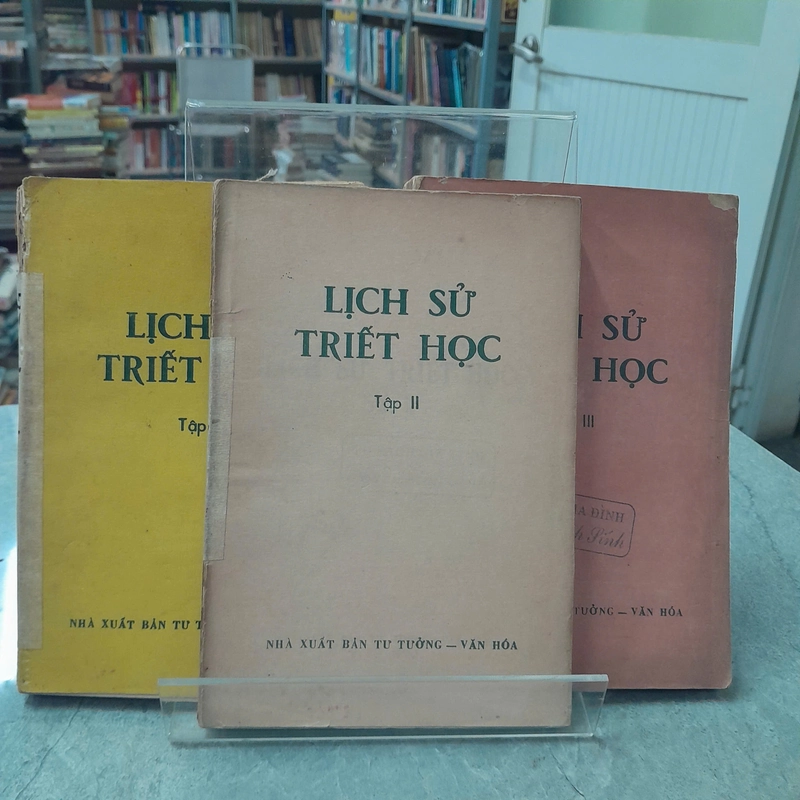 LỊCH
TRIẾT
Tập
NHÀ XUẤT BẢN TƯ
LỊCH SỬ
TRIẾT HỌC
Tập II
NHÀ XUẤT BẢN TƯ TƯỞNG — VĂN HÓA
SỬ
HỌC
III
ĐÌNH
TƯỞNG — VĂN HÓA